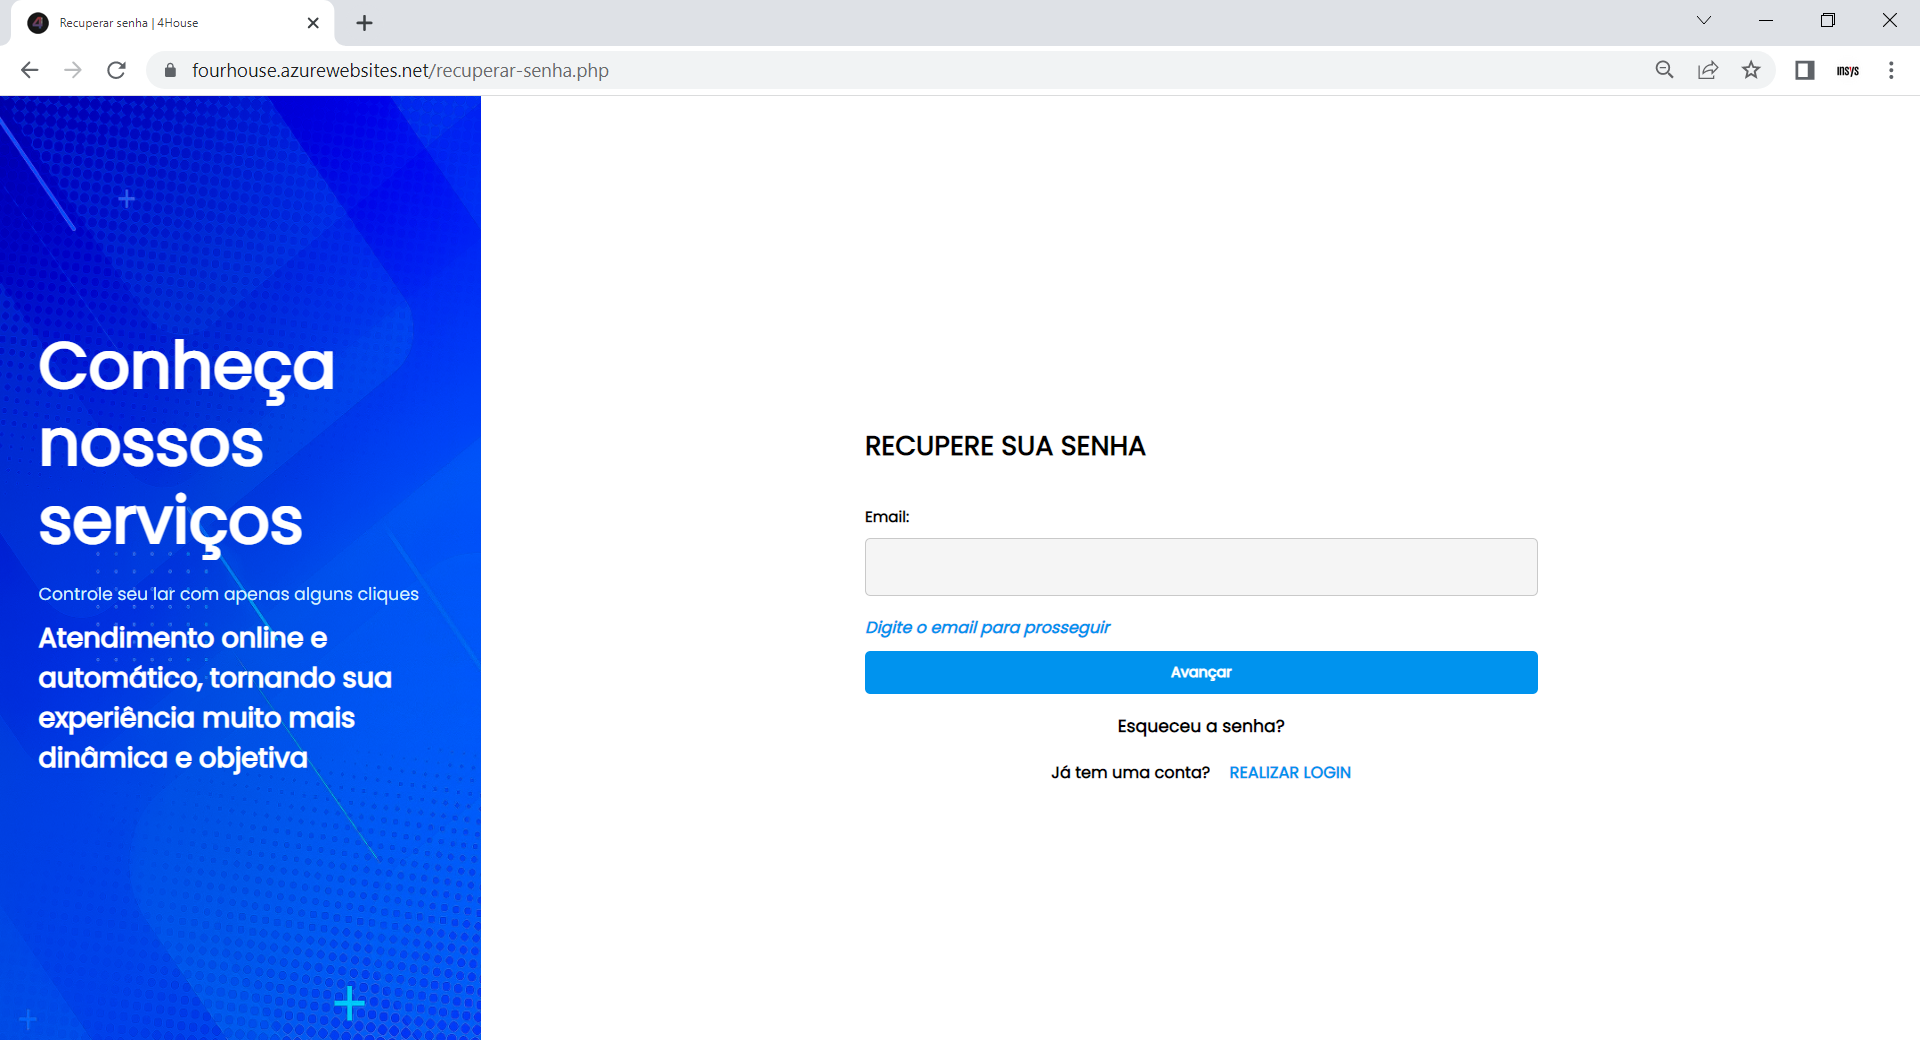 Recuperar senha | 4House
fourhouse.azurewebsites.net/recuperar-senha.php
insys
Conheça
nossos
serviços
Controle seu lar com apenas alguns cliques
Atendimento online e
automático, tornando sua
experiência muito mais
dinâmica e objetiva
RECUPERE SUA SENHA
Email:
Digite o email para prosseguir
Avançar
Esqueceu a senha?
Já tem uma conta? REALIZAR LOGIN